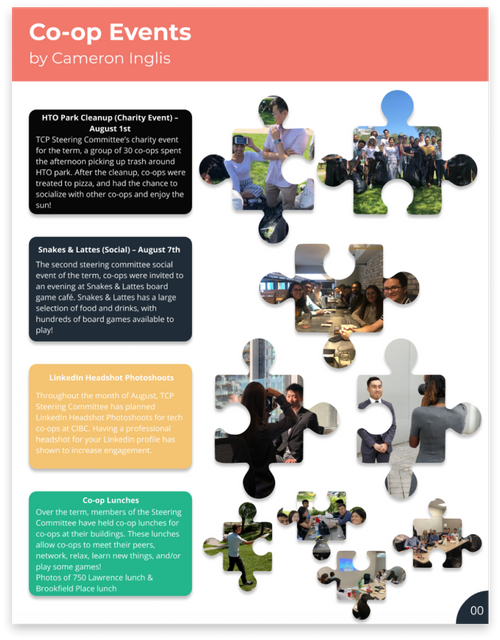 Co-op Events
by Cameron Inglis
HTO Park Cleanup (Charity Event) –
August 1st
TCP Steering Committee's charity event
for the term, a group of 30 co-ops spent
the afternoon picking up trash around
HTO park. After the cleanup, co-ops were
treated to pizza, and had the chance to
socialize with other co-ops and enjoy the
sun!
Snakes & Lattes (Social) – August 7th
The second steering committee social
event of the term, co-ops were invited to
an evening at Snakes & Lattes board
game café. Snakes & Lattes has a large
selection of food and drinks, with
hundreds of board games available to
play!
LinkedIn Headshot Photoshoots
Throughout the month of August, TCP
Steering Committee has planned
LinkedIn Headshot Photoshoots for tech
co-ops at CIBC. Having a professional
headshot for your Linkedin profile has
shown to increase engagement.
Co-op Lunches
Over the term, members of the Steering
Committee have held co-op lunches for
co-ops at their buildings. These lunches
allow co-ops to meet their peers,
network, relax, learn new things, and/or
play some games!
Photos of 750 Lawrence lunch &
Brookfield Place lunch
00